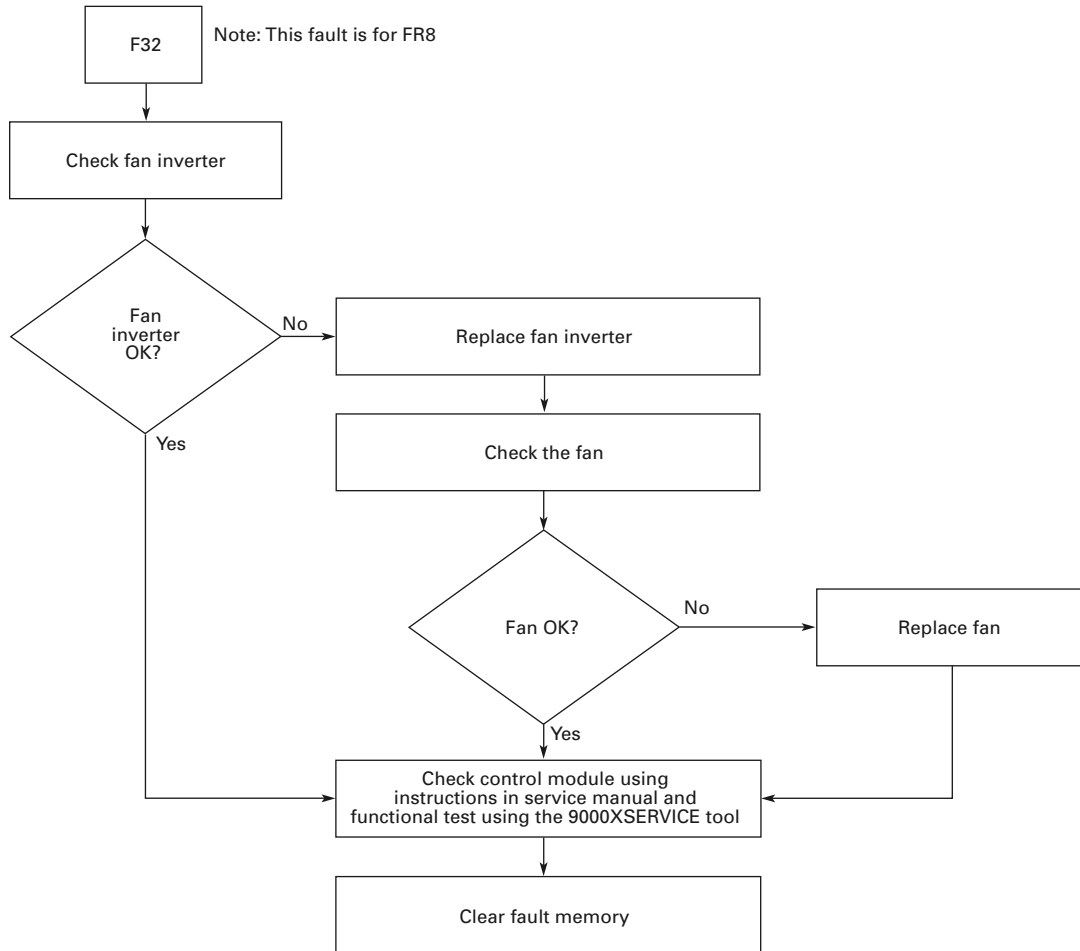 F32
Note: This fault is for FR8
Check fan inverter
Fan
inverter
OK?
No
Replace fan inverter
Yes
Check the fan
Fan OK?
No
Replace fan
Yes
Check control module using
instructions in service manual and
functional test using the 9000XSERVICE tool
Clear fault memory